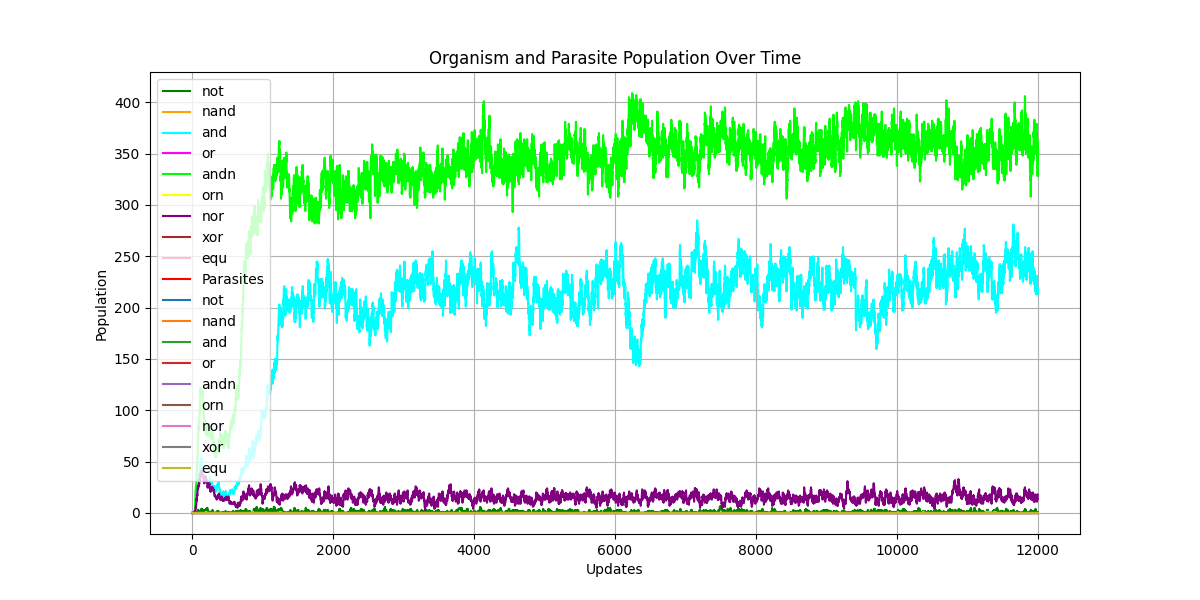 Organism and Parasite Population Over Time
not
nand
and
or
andn
orn
nor
xor
equ
Parasites
not
nand
and
or
andn
orn
nor
xor
equ
400
350
300
250
200
150
100
50
0
Population
0 2000 4000 6000 8000 10000 12000
Updates